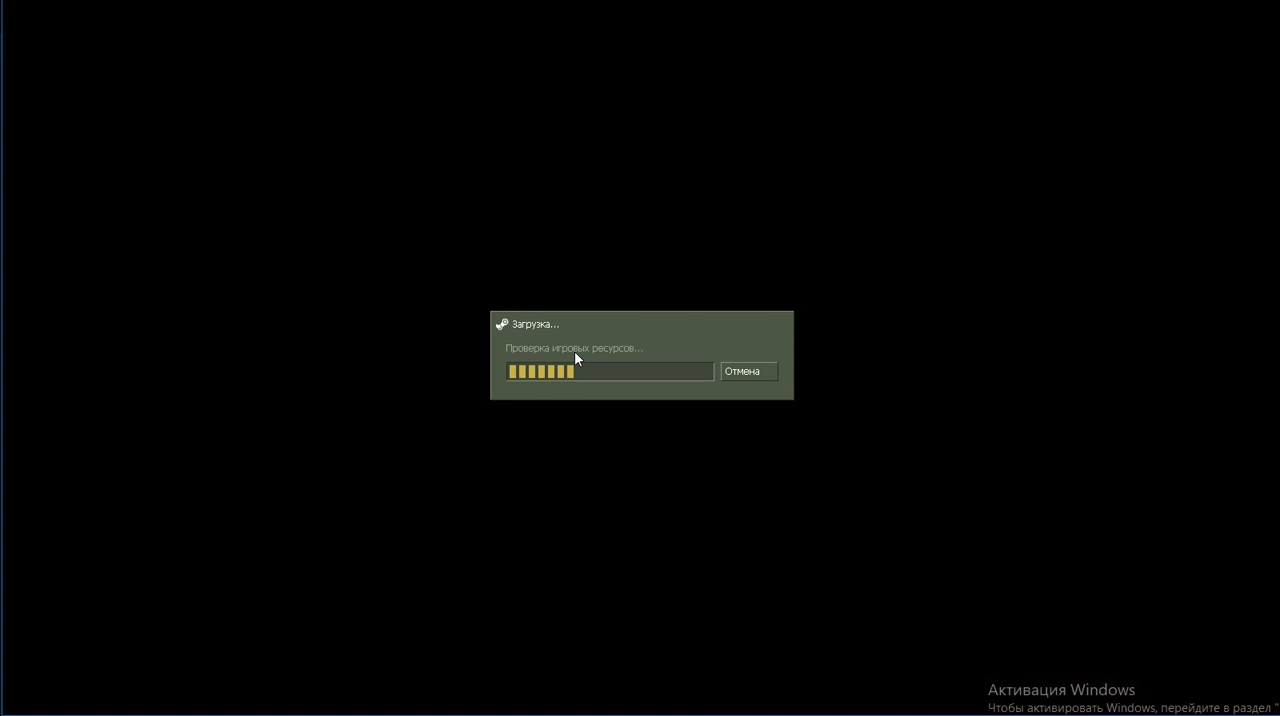 Загрузка...
Проверка игровых ресурсов...
Отмена
Активация Windows
Чтобы активировать Windows, перейдите в раздел "